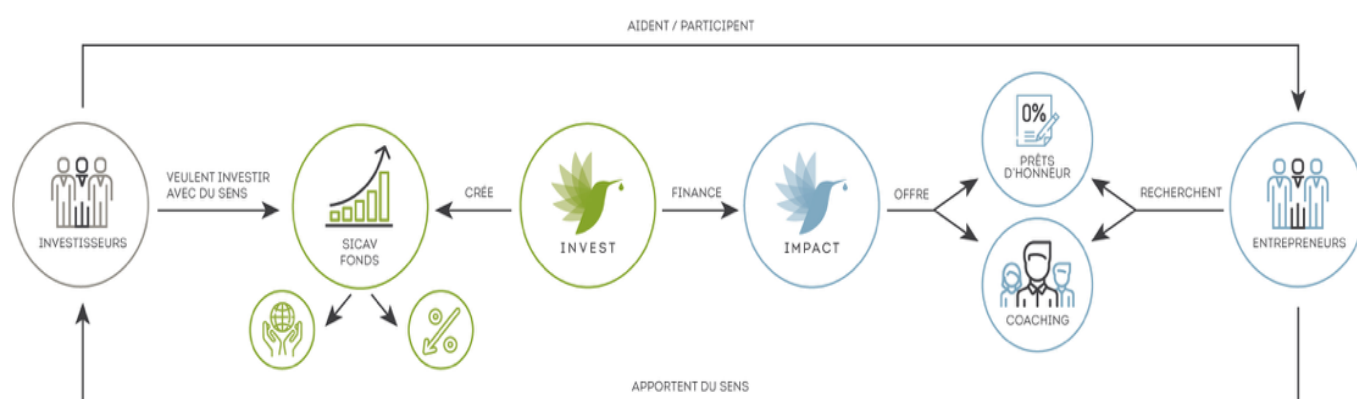 AIDENT / PARTICIPENT
INVESTISSEURS
VEULENT INVESTIR
AVEC DU SENS
SICAV
FONDS
CRÉE
INVEST
FINANCE
IMPACT
OFFRE
0%
PRÊTS
D'HONNEUR
COACHING
RECHERCHENT
ENTREPRENEURS
APPORTENT DU SENS